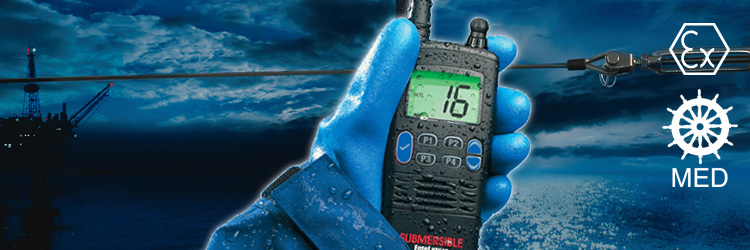 Ex
16
P1 P2
P3 P4
MED
SUBMERSIBLE